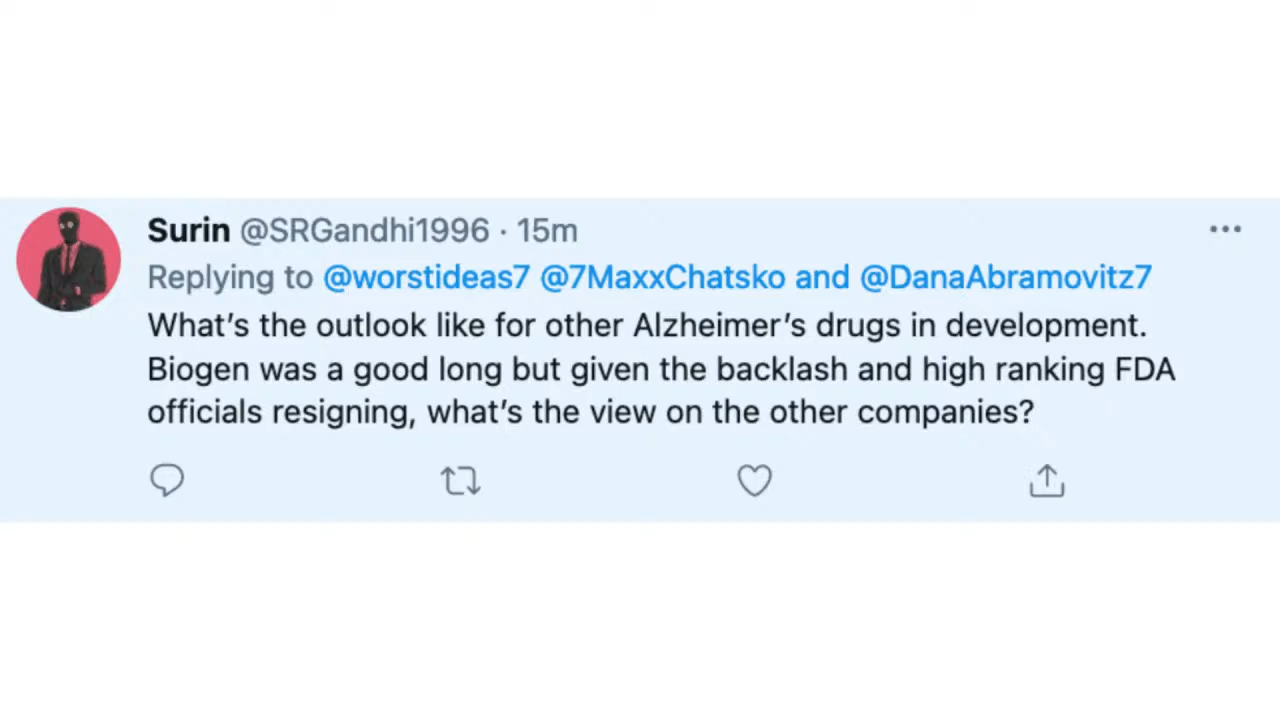 Surin @SRGandhi1996 · 15m
Replying to @worstideas7 @7MaxxChatsko and @DanaAbramovitz7
What’s the outlook like for other Alzheimer’s drugs in development.
Biogen was a good long but given the backlash and high ranking FDA
officials resigning, what’s the view on the other companies?